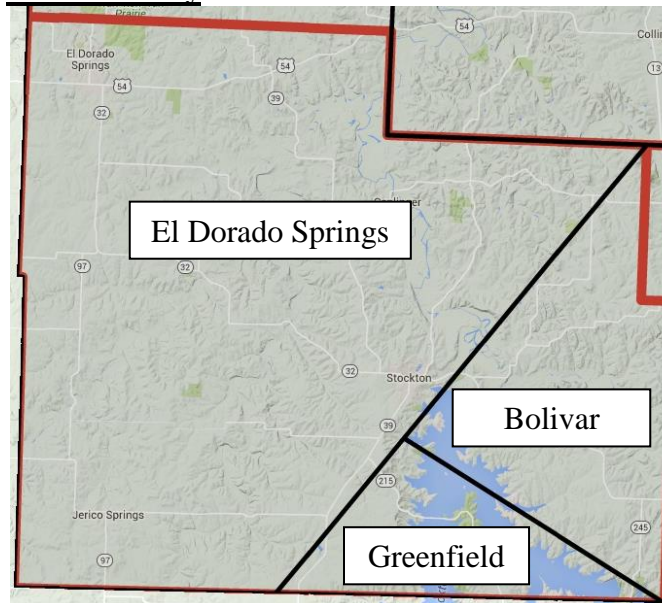 Prairie
54
Collin
El Dorado
Springs
54
13
54
39
32
El Dorado Springs
97
32
32
Stockton
Bolivar
39
215
Jerico Springs
Greenfield
245
97